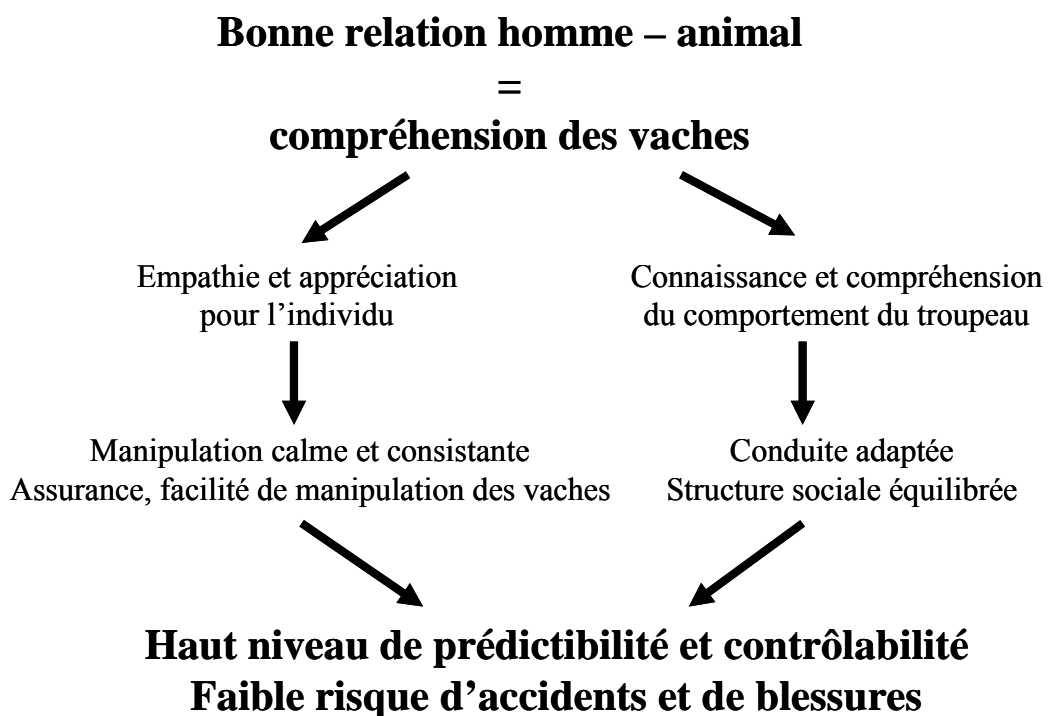 Bonne relation homme – animal
=
compréhension des vaches
Empathie et appréciation
pour l’individu
Connaissance et compréhension
du comportement du troupeau
Manipulation calme et consistante
Assurance, facilité de manipulation des vaches
Conduite adaptée
Structure sociale équilibrée
Haut niveau de prédictibilité et contrôlabilité
Faible risque d’accidents et de blessures